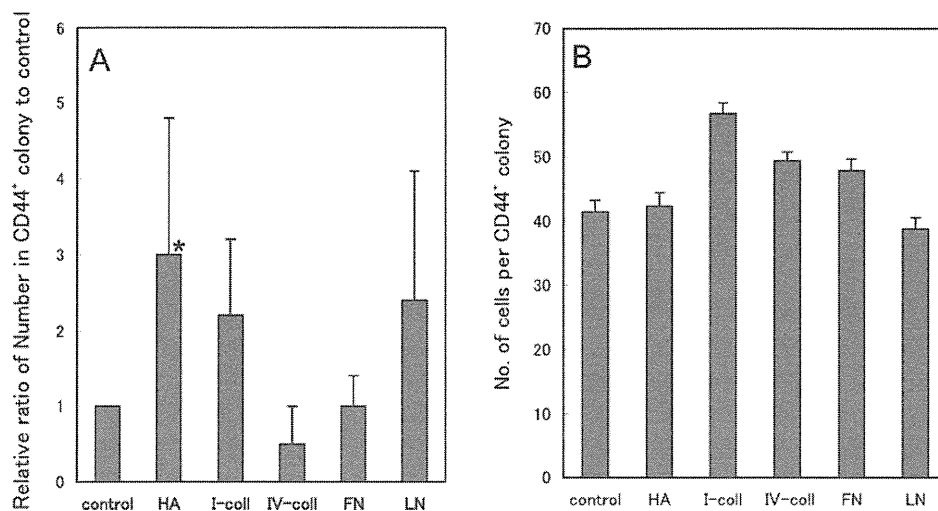 A
Relative ratio of Number in CD44⁺ colony to control
6
5
4
3
2
1
0
*
control HA I-coll IV-coll FN LN
B
No. of cells per CD44⁺ colony
70
60
50
40
30
20
10
0
control HA I-coll IV-coll FN LN